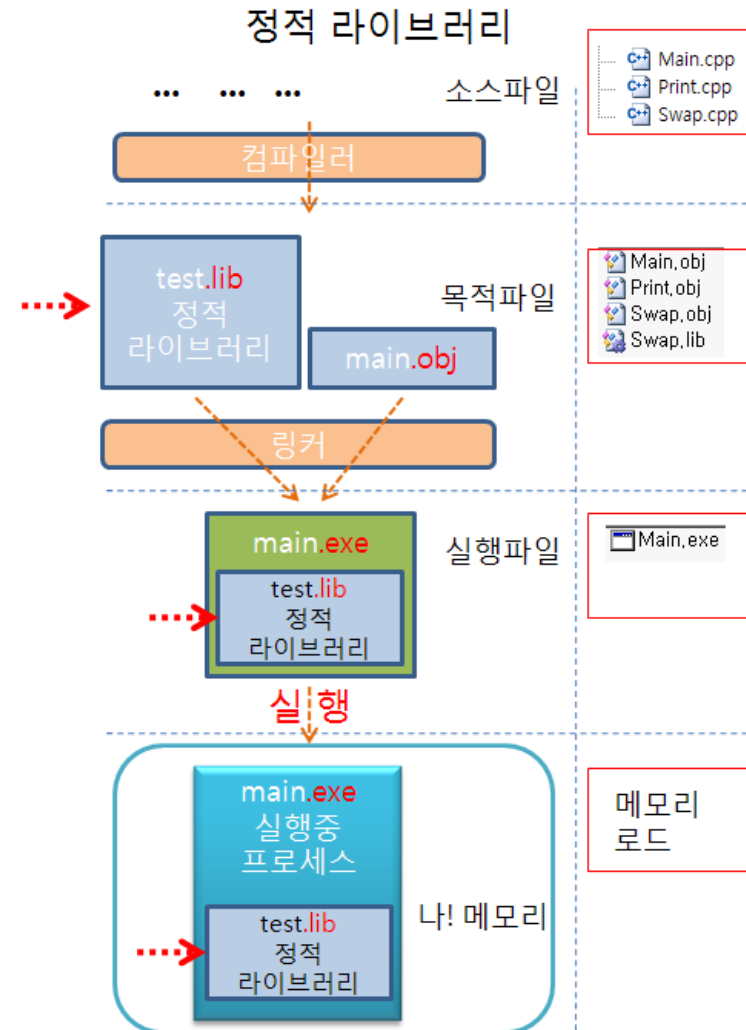 정적 라이브러리
... ... ...
소스파일
Main.cpp
Print.cpp
Swap.cpp
컴파일러
test.lib
정적
라이브러리
main.obj
목적파일
Main,obj
Print,obj
Swap,obj
Swap,lib
링커
main.exe
test.lib
정적
라이브러리
실행파일
Main,exe
실행
main.exe
실행중
프로세스
test.lib
정적
라이브러리
나! 메모리
메모리
로드